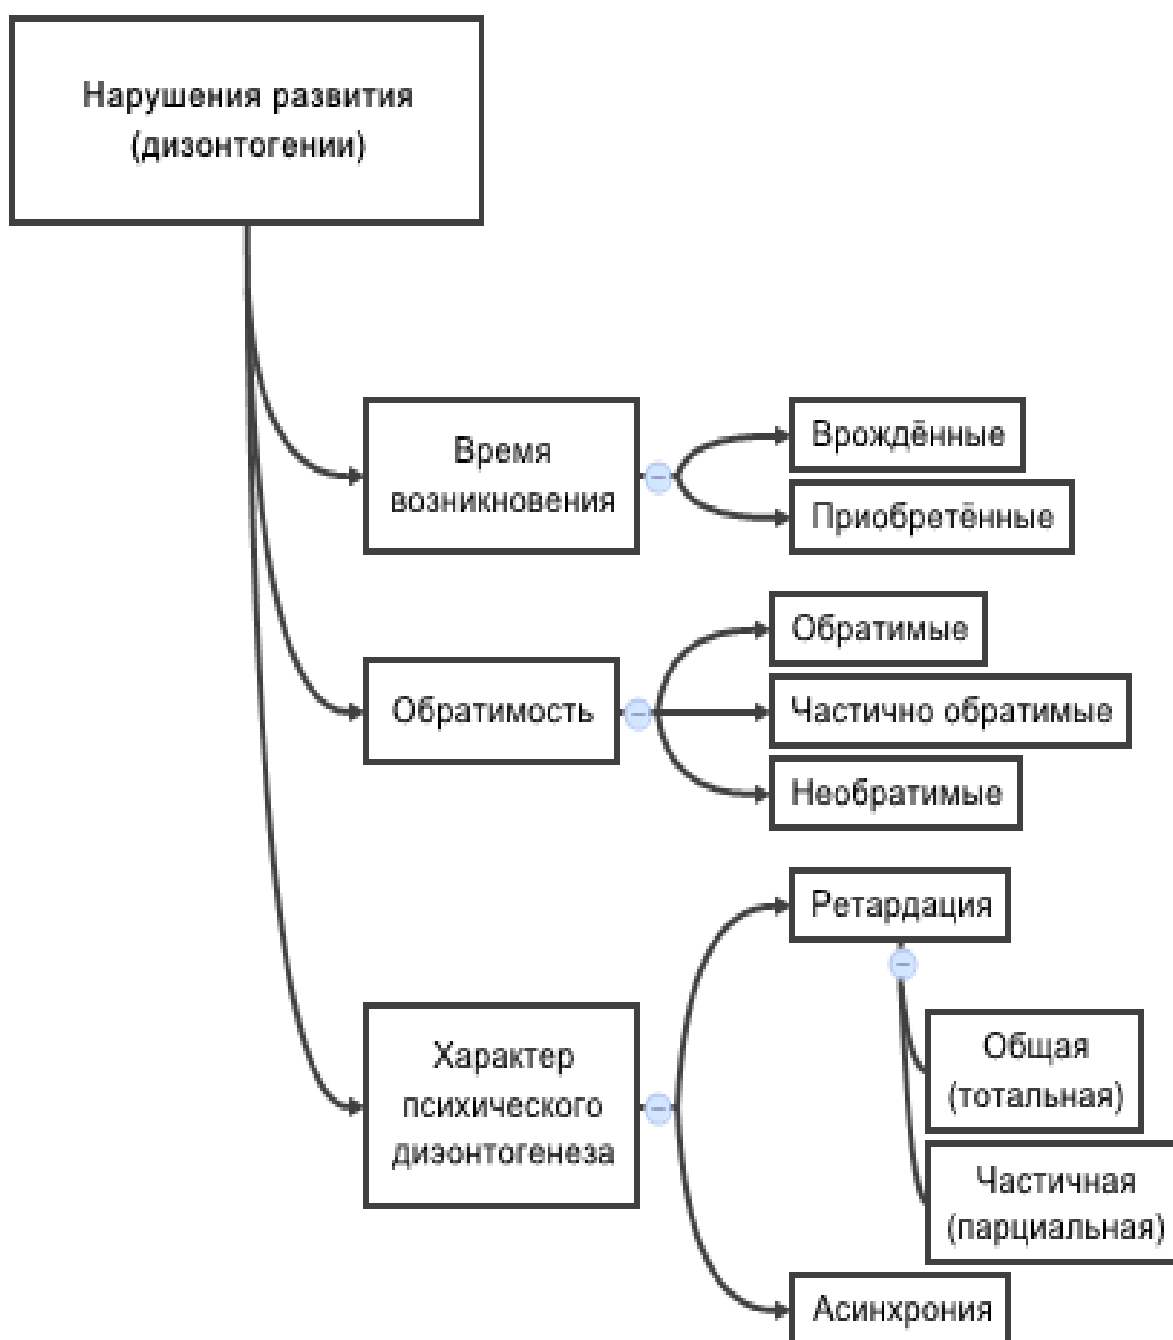 Нарушения развития
(дизонтогении)
Время
возникновения
Врождённые
Приобретённые
Обратимость
Обратимые
Частично обратимые
Необратимые
Характер
психического
дизонтогенеза
Ретардация
Общая
(тотальная)
Частичная
(парциальная)
Асинхрония